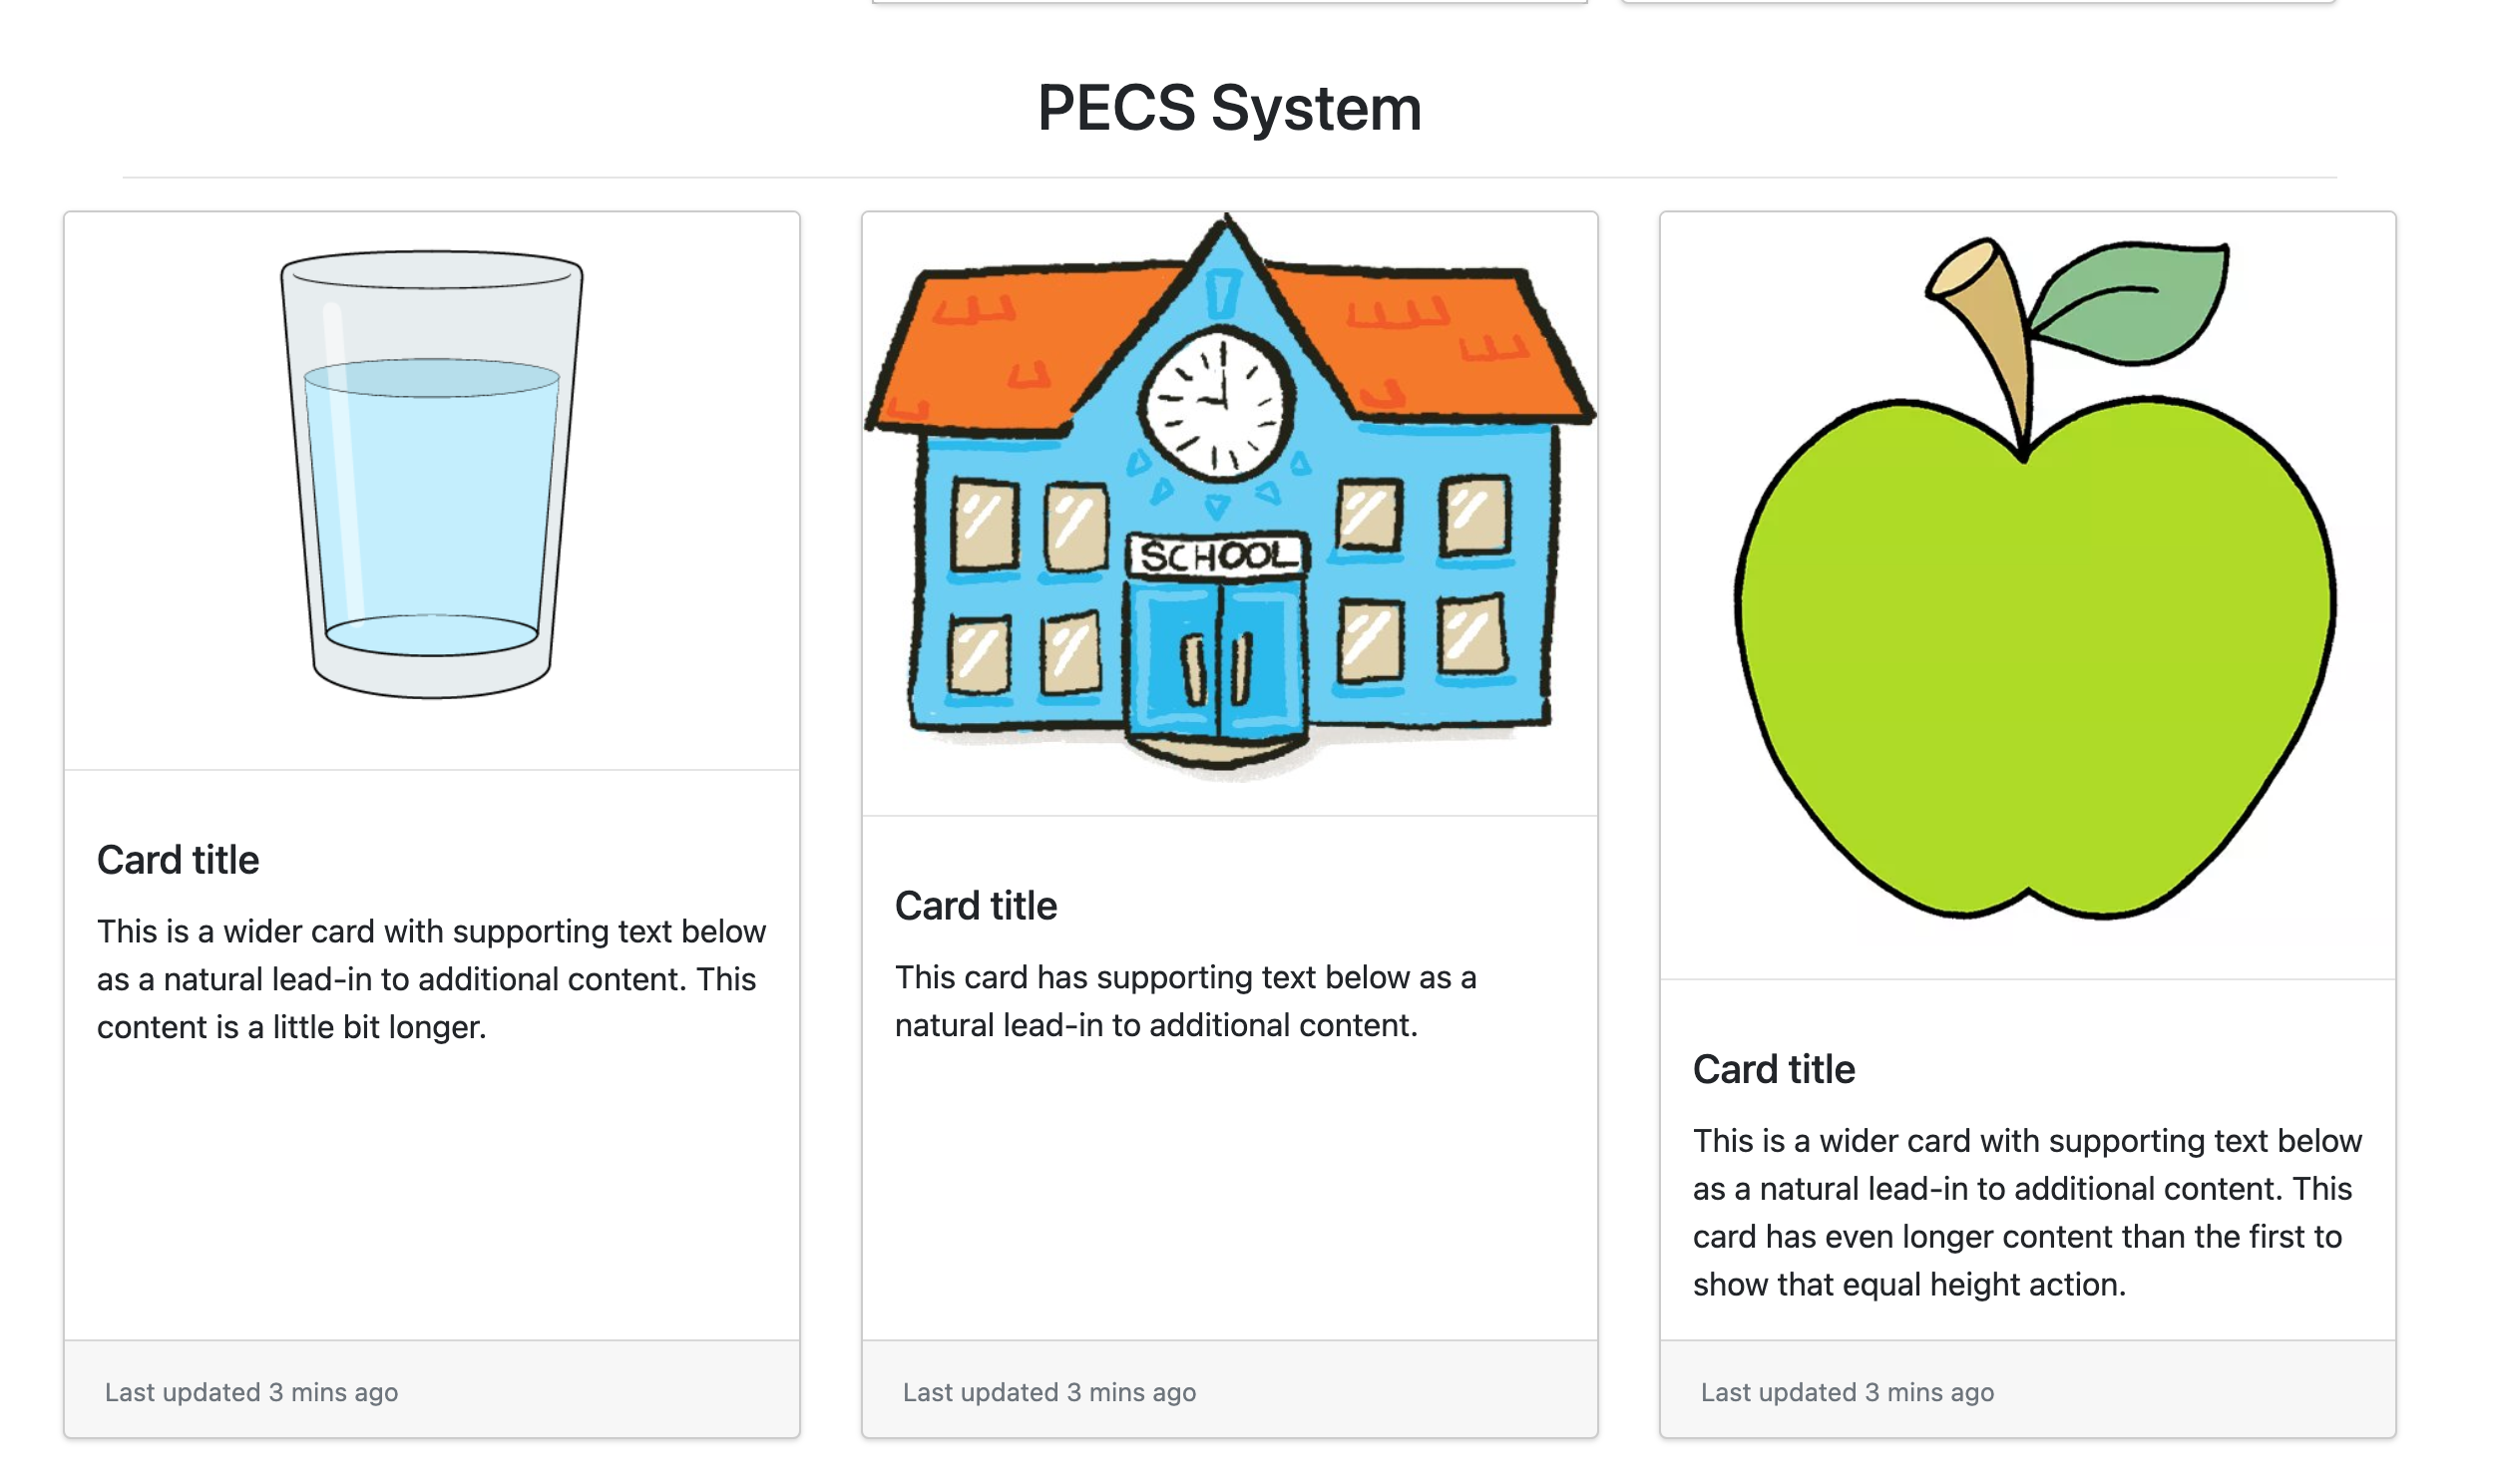 PECS System
SCHOOL
Card title
This is a wider card with supporting text below
as a natural lead-in to additional content. This
content is a little bit longer.
Last updated 3 mins ago
Card title
This card has supporting text below as a
natural lead-in to additional content.
Last updated 3 mins ago
Card title
This is a wider card with supporting text below
as a natural lead-in to additional content. This
card has even longer content than the first to
show that equal height action.
Last updated 3 mins ago